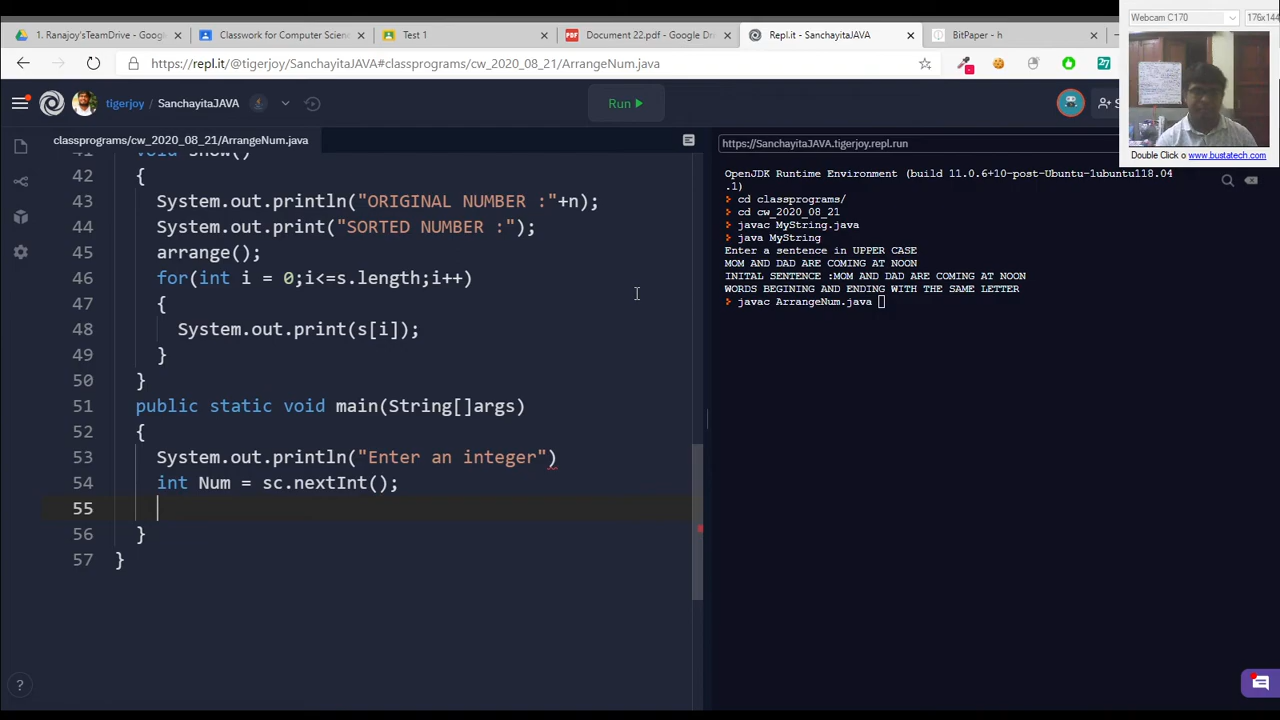 1. Ranajoy'sTeamDrive - Googl
Classwork for Computer Scienc
Test 1
Document 22.pdf - Google Dri
Repl.it - SanchayitaJAVA
BitPaper - h
Webcam C170
176x144
https://repl.it/@tigerjoy/SanchayitaJAVA#classprograms/cw_2020_08_21/ArrangeNum.java
27
tigerjoy / SanchayitaJAVA
Run
S
Double Click o www.bustatech.com
classprograms/cw_2020_08_21/ArrangeNum.java
https://SanchayitaJAVA.tigerjoy.repl.run
41 void show()
42 {
43 System.out.println("ORIGINAL NUMBER :"+n);
44 System.out.print("SORTED NUMBER :");
45 arrange();
46 for(int i = 0;i<=s.length;i++)
47 {
48 System.out.print(s[i]);
49 }
50 }
51 public static void main(String[]args)
52 {
53 System.out.println("Enter an integer")
54 int Num = sc.nextInt();
55
56 }
57 }
OpenJDK Runtime Environment (build 11.0.6+10-post-Ubuntu-1ubuntu118.04
.1)
cd classprograms/
cd cw_2020_08_21
javac MyString.java
java MyString
Enter a sentence in UPPER CASE
MOM AND DAD ARE COMING AT NOON
INITAL SENTENCE :MOM AND DAD ARE COMING AT NOON
WORDS BEGINING AND ENDING WITH THE SAME LETTER
javac ArrangeNum.java
?